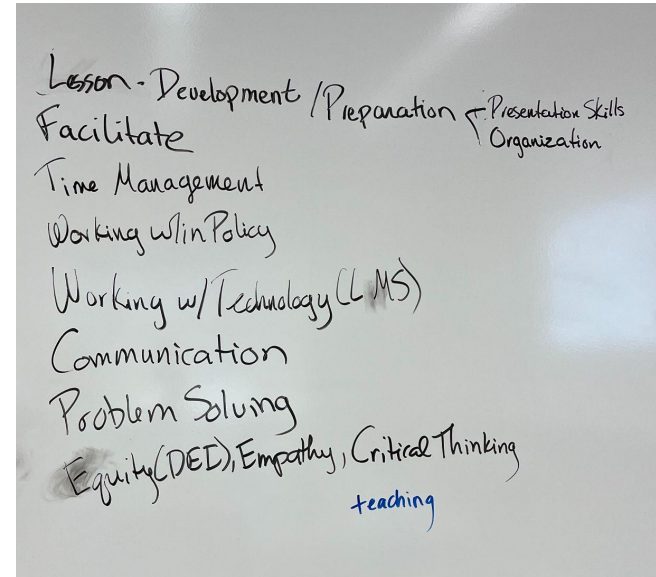 Lesson - Development / Preparation - Presentation Skills
Organization
Facilitate
Time Management
Working w/in Policy
Working w/ Technology (LMS)
Communication
Problem Solving
Equity (DEI), Empathy, Critical Thinking
teaching